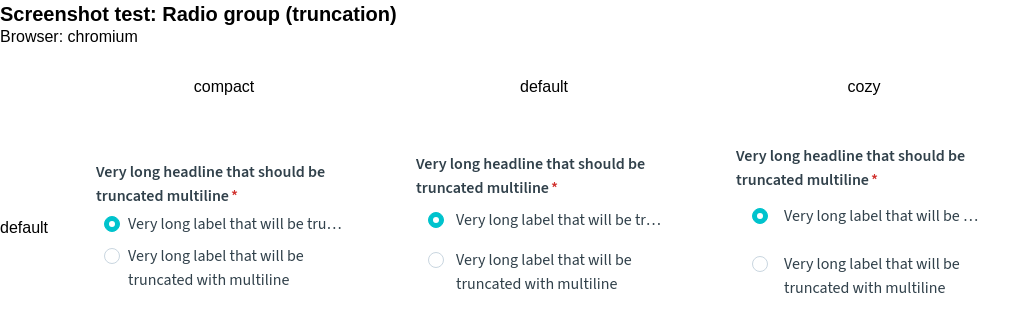 Screenshot test: Radio group (truncation)
Browser: chromium
compact
default
cozy
default
Very long headline that should be
truncated multiline *
Very long label that will be tru…
Very long label that will be
truncated with multiline
Very long headline that should be
truncated multiline *
Very long label that will be tr…
Very long label that will be
truncated with multiline
Very long headline that should be
truncated multiline *
Very long label that will be …
Very long label that will be
truncated with multiline